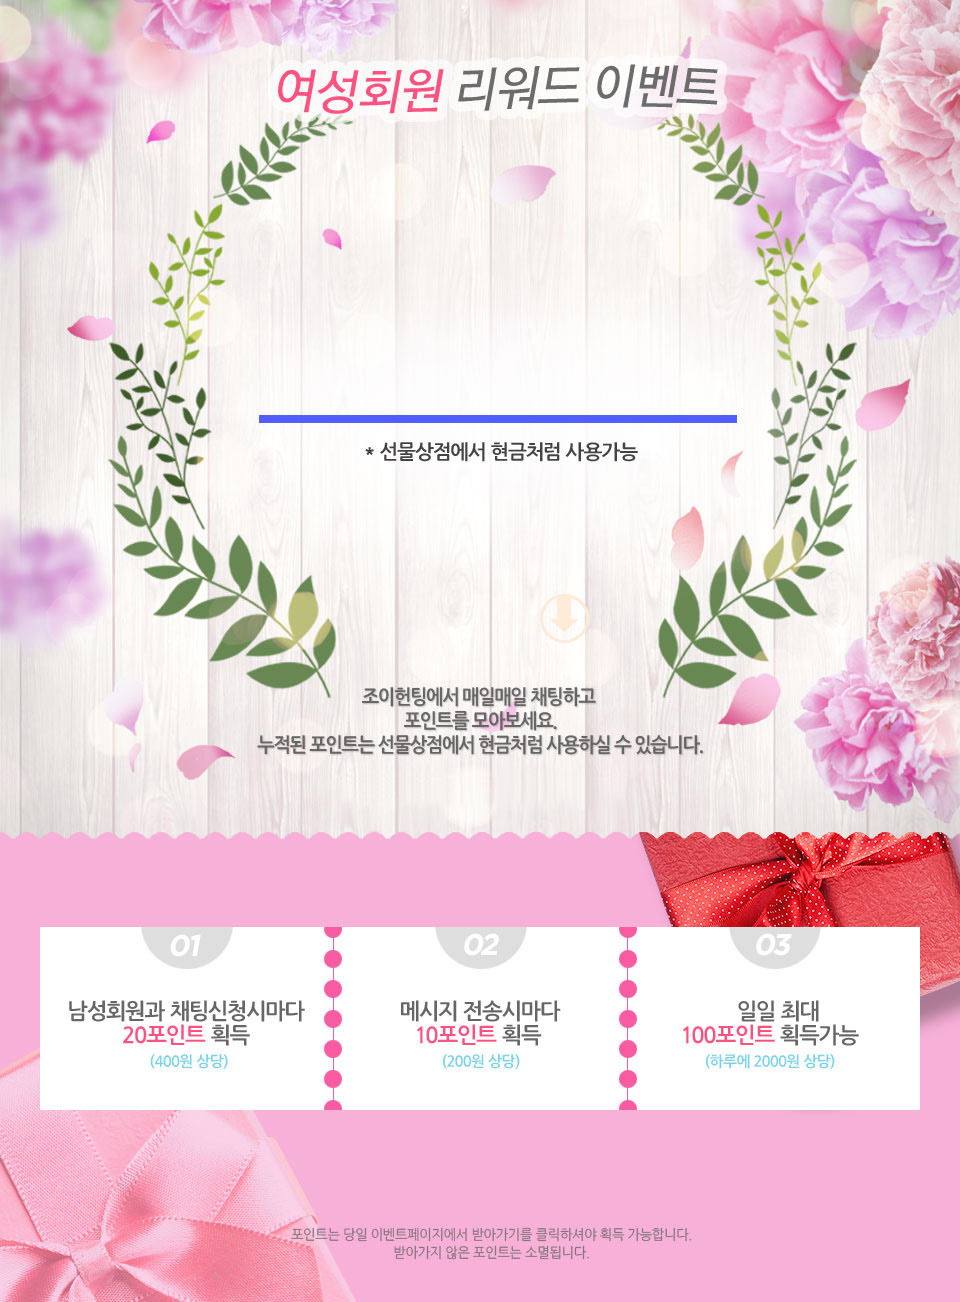 여성회원 리워드 이벤트
* 선물상점에서 현금처럼 사용가능
조이헌팅에서 매일매일 채팅하고
포인트를 모아보세요.
누적된 포인트는 선물상점에서 현금처럼 사용하실 수 있습니다.
01
남성회원과 채팅신청시마다
20포인트 획득
(400원 상당)
02
메시지 전송시마다
10포인트 획득
(200원 상당)
03
일일 최대
100포인트 획득가능
(하루에 2000원 상당)
포인트는 당일 이벤트페이지에서 받아가기를 클릭하셔야 획득 가능합니다.
받아가지 않은 포인트는 소멸됩니다.